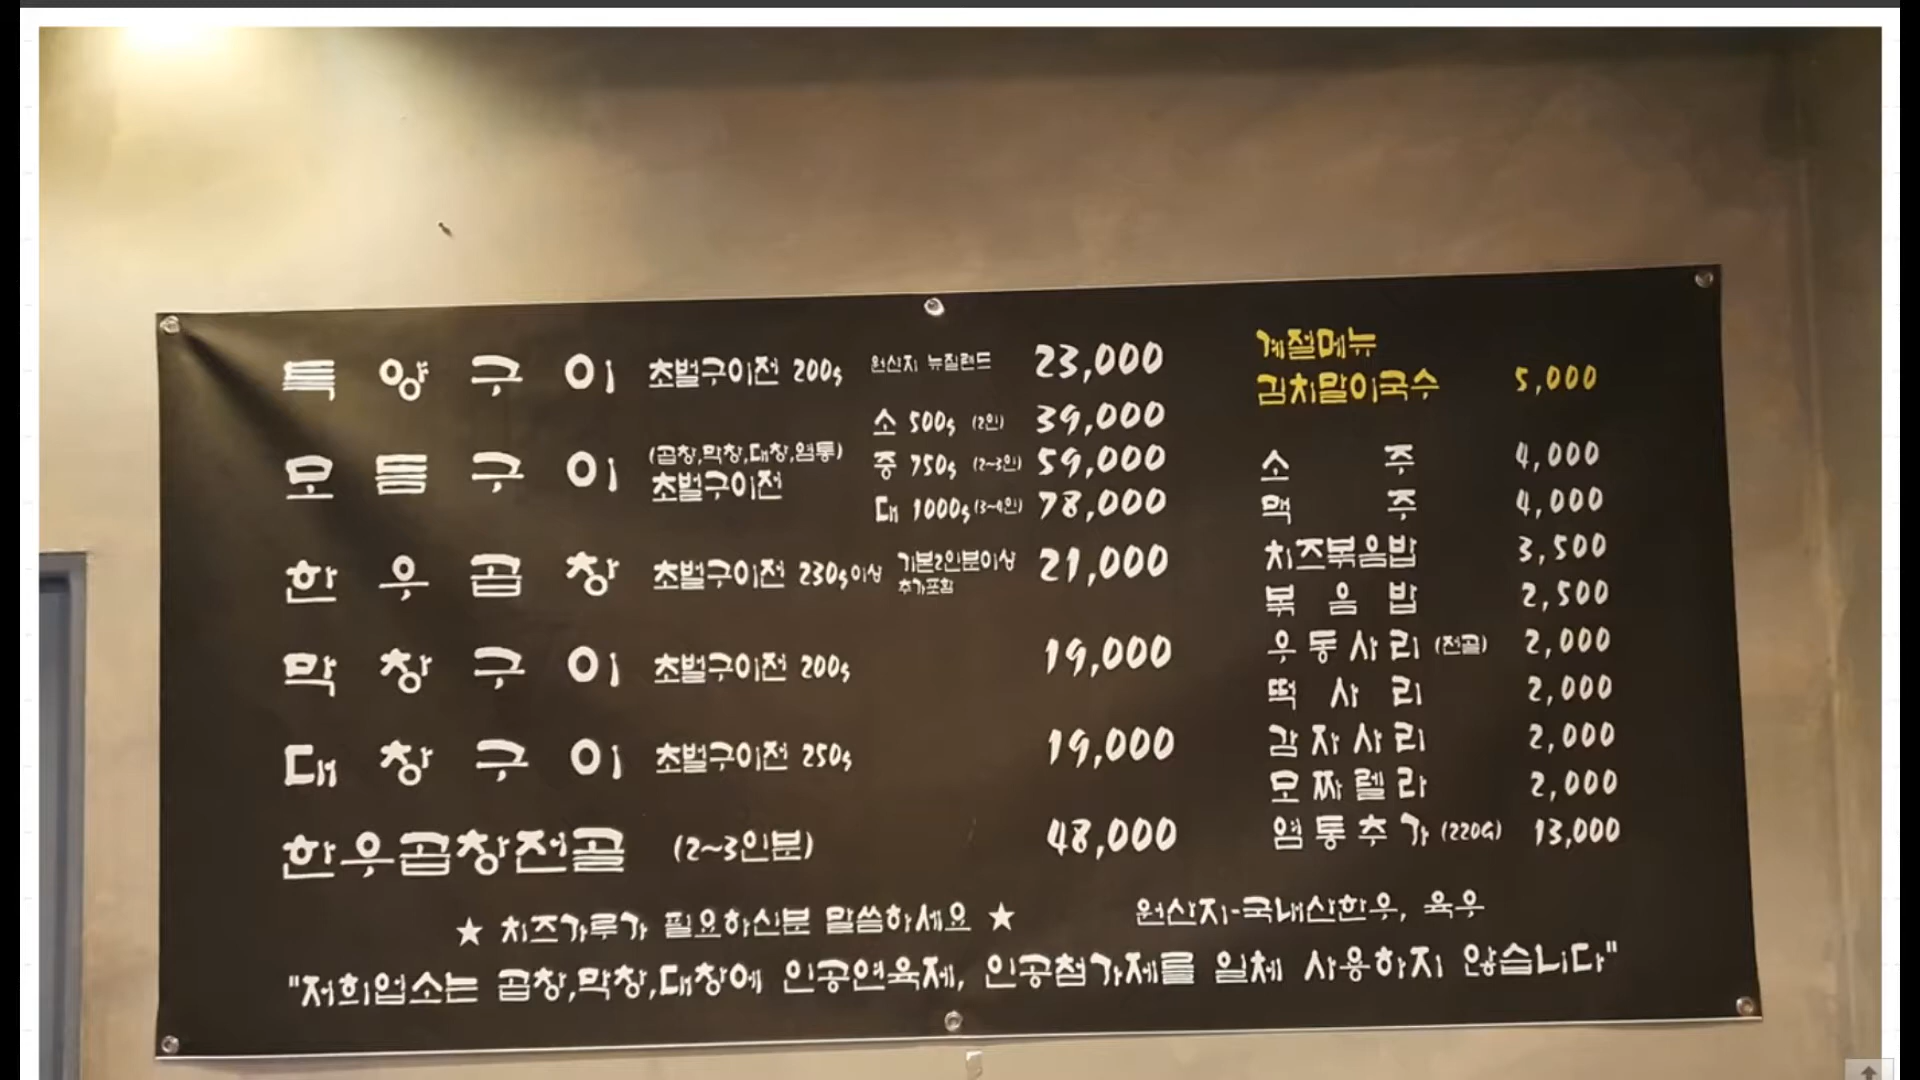 특양구이 초벌구이전 200g 원산지 뉴질랜드 23,000
모듬구이 (곱창,막창,대창,염통) 초벌구이전
소 500g (2인) 39,000
중 750g (2~3인) 59,000
대 1000g (3~4인) 78,000
한우곱창 초벌구이전 230g이상 기본2인분이상 추가포함 21,000
막창구이 초벌구이전 200g 19,000
대창구이 초벌구이전 250g 19,000
한우곱창전골 (2~3인분) 48,000
계절메뉴
김치말이국수 5,000
소주 4,000
맥주 4,000
치즈볶음밥 3,500
볶음밥 2,500
우동사리 (전골) 2,000
떡사리 2,000
감자사리 2,000
모짜렐라 2,000
염통추가 (220G) 13,000
★ 치즈가루가 필요하신분 말씀하세요 ★
원산지-국내산한우, 육우
"저희업소는 곱창,막창,대창에 인공연육제, 인공첨가제를 일체 사용하지 않습니다"